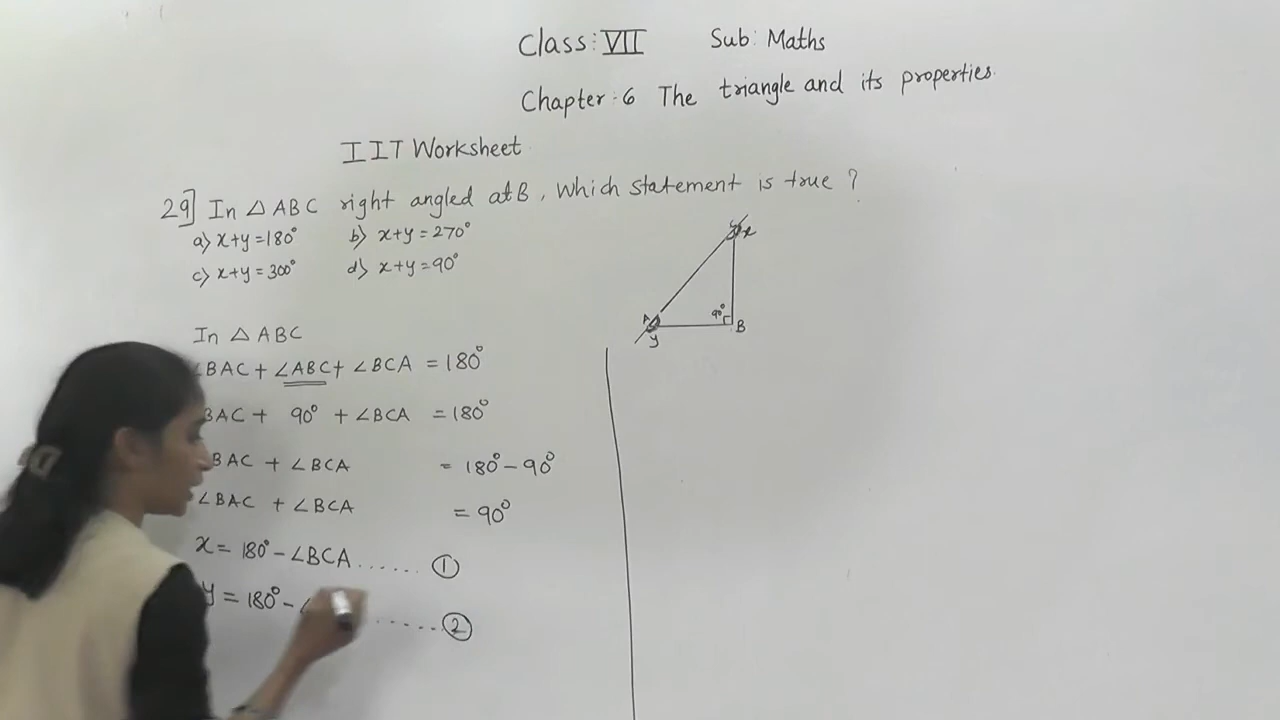 Class: VII Sub: Maths
Chapter: 6 The triangle and its properties.
IIT Worksheet
29] In △ ABC right angled at B, Which statement is true ?
a) x+y=180° b) x+y=270°
c) x+y=300° d) x+y=90°
x
A
90°
B
y
In △ ABC
∠BAC + ∠ABC + ∠BCA = 180°
BAC + 90° + ∠BCA = 180°
BAC + ∠BCA = 180° – 90°
∠BAC + ∠BCA = 90°
x = 180° – ∠BCA ...... ①
y = 180° – ∠ ...... ②